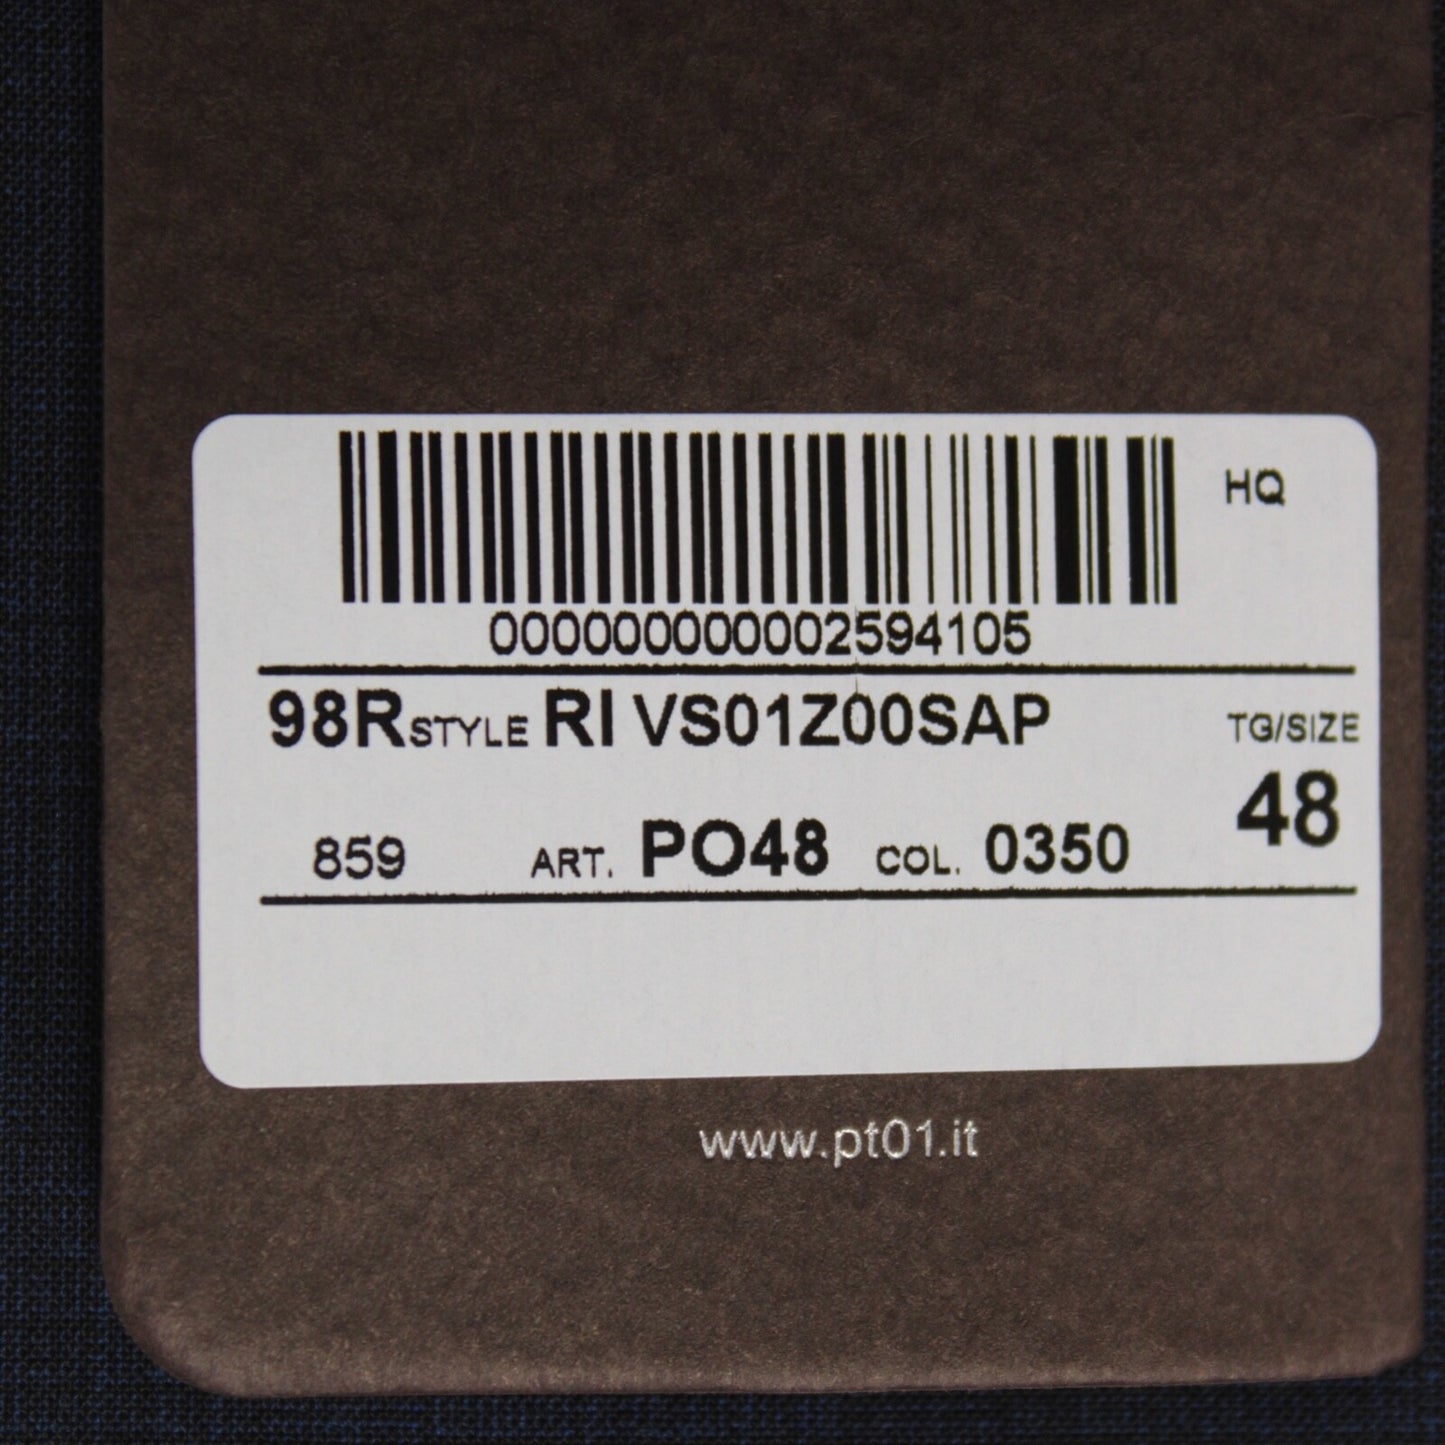 HQ
000000000002594105
98R STYLE RI VS01Z00SAP TG/SIZE
48
859 ART. PO48 COL. 0350
www.pt01.it